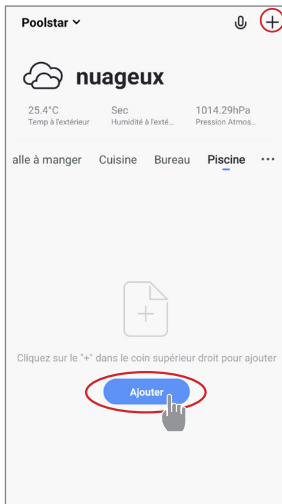 Poolstar
nuageux
25.4°C Sec 1014.29hPa
Temp à l'extérieur Humidité à l'exté... Pression Atmos...
alle à manger Cuisine Bureau Piscine ...
Cliquez sur le "+" dans le coin supérieur droit pour ajouter
Ajouter